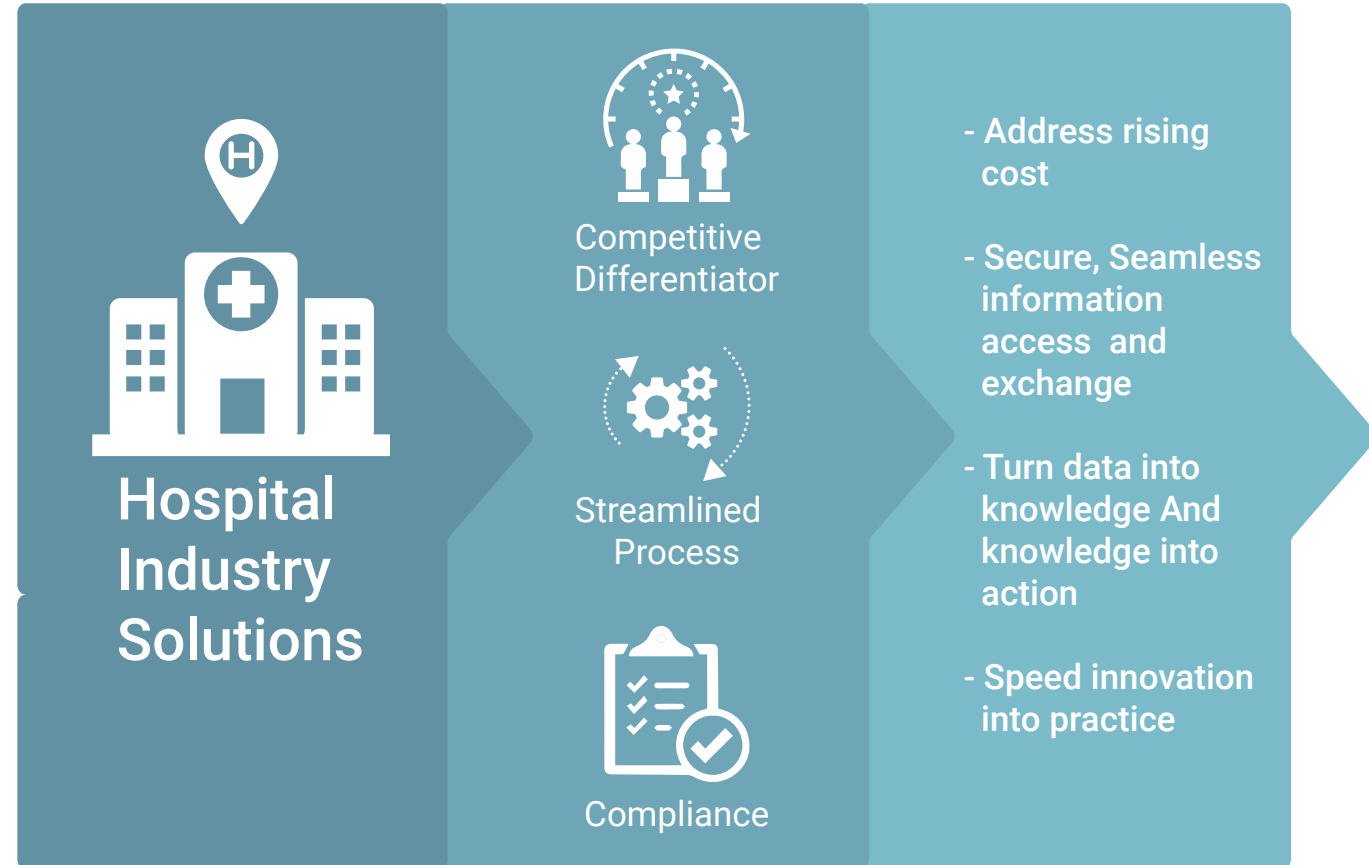 H
Hospital
Industry
Solutions
Competitive
Differentiator
Streamlined
Process
Compliance
- Address rising
cost
- Secure, Seamless
information
access and
exchange
- Turn data into
knowledge And
knowledge into
action
- Speed innovation
into practice